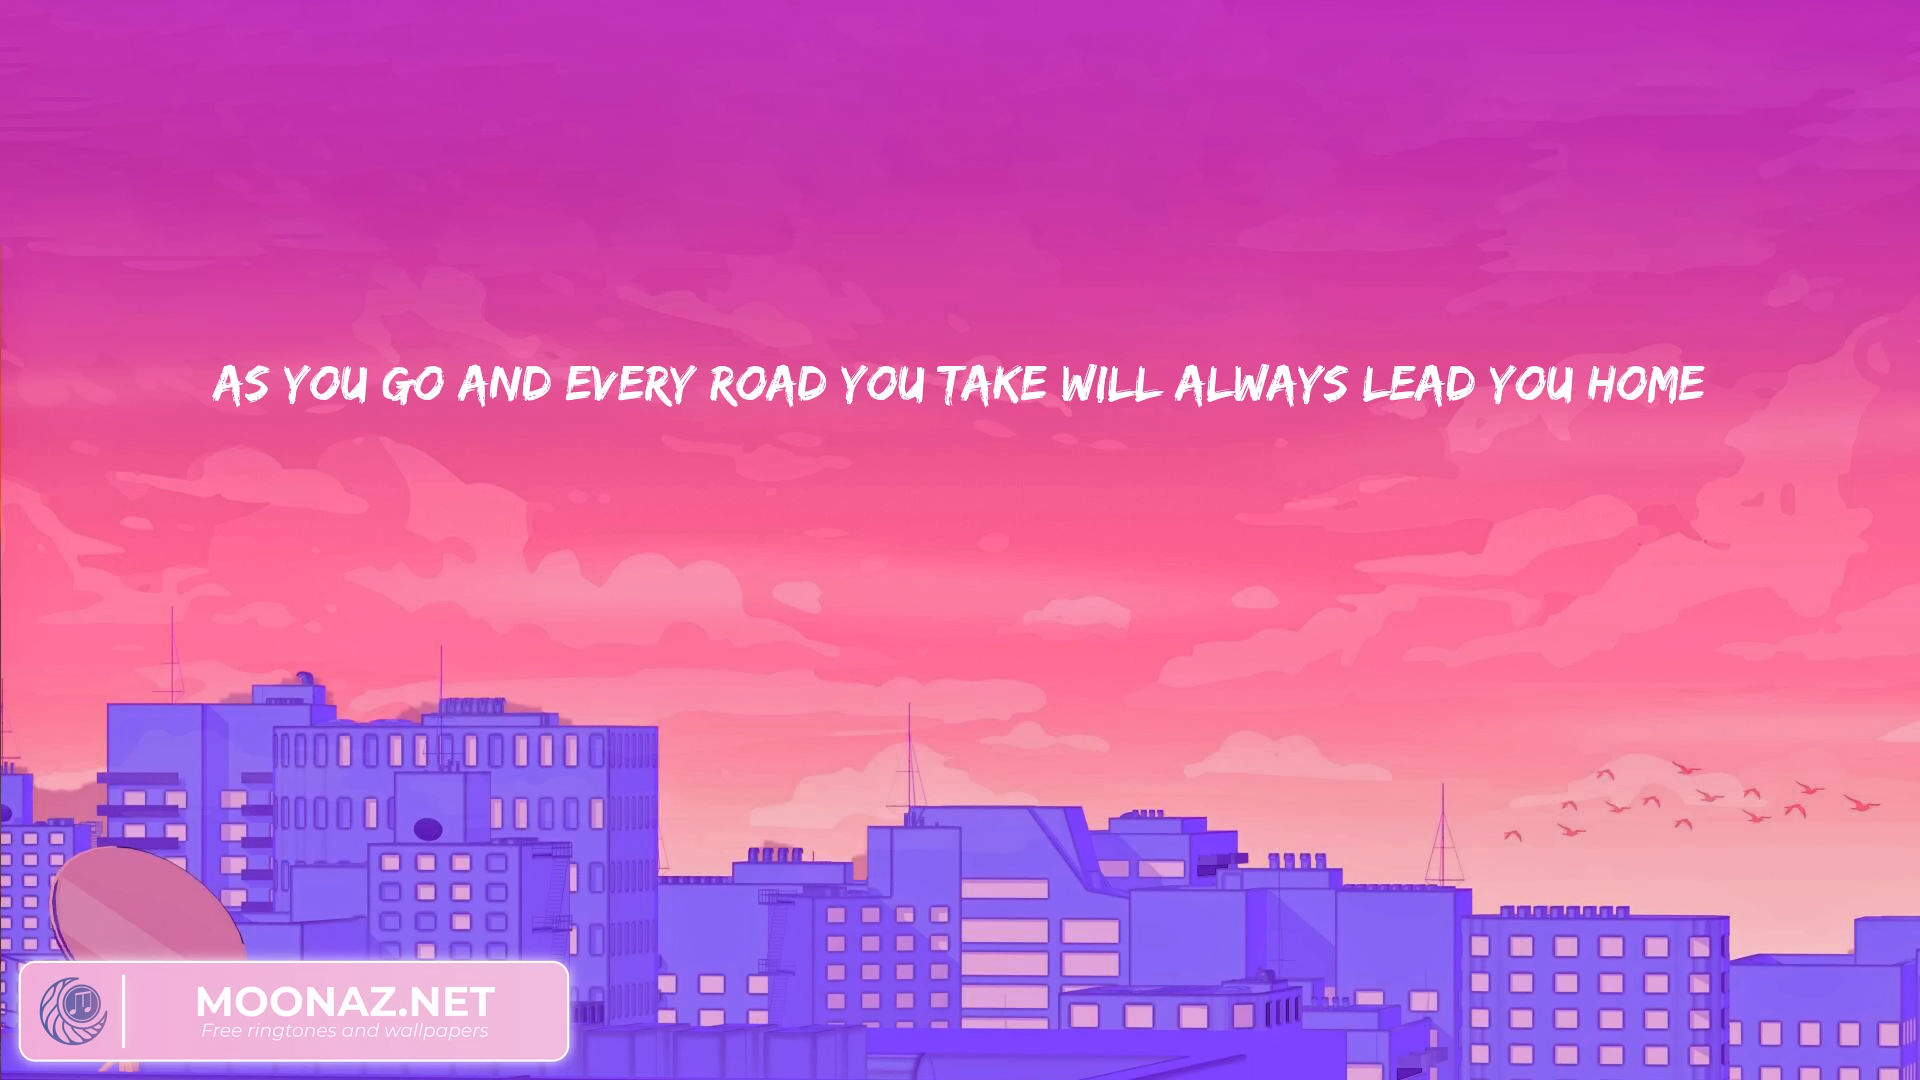 AS YOU GO AND EVERY ROAD YOU TAKE WILL ALWAYS LEAD YOU HOME
MOONAZ.NET
Free ringtones and wallpapers